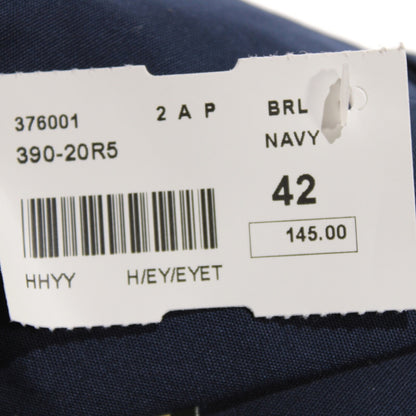 376001 2 A P BRL
390-20R5 NAVY
42
145.00
HHYY H/EY/EYET